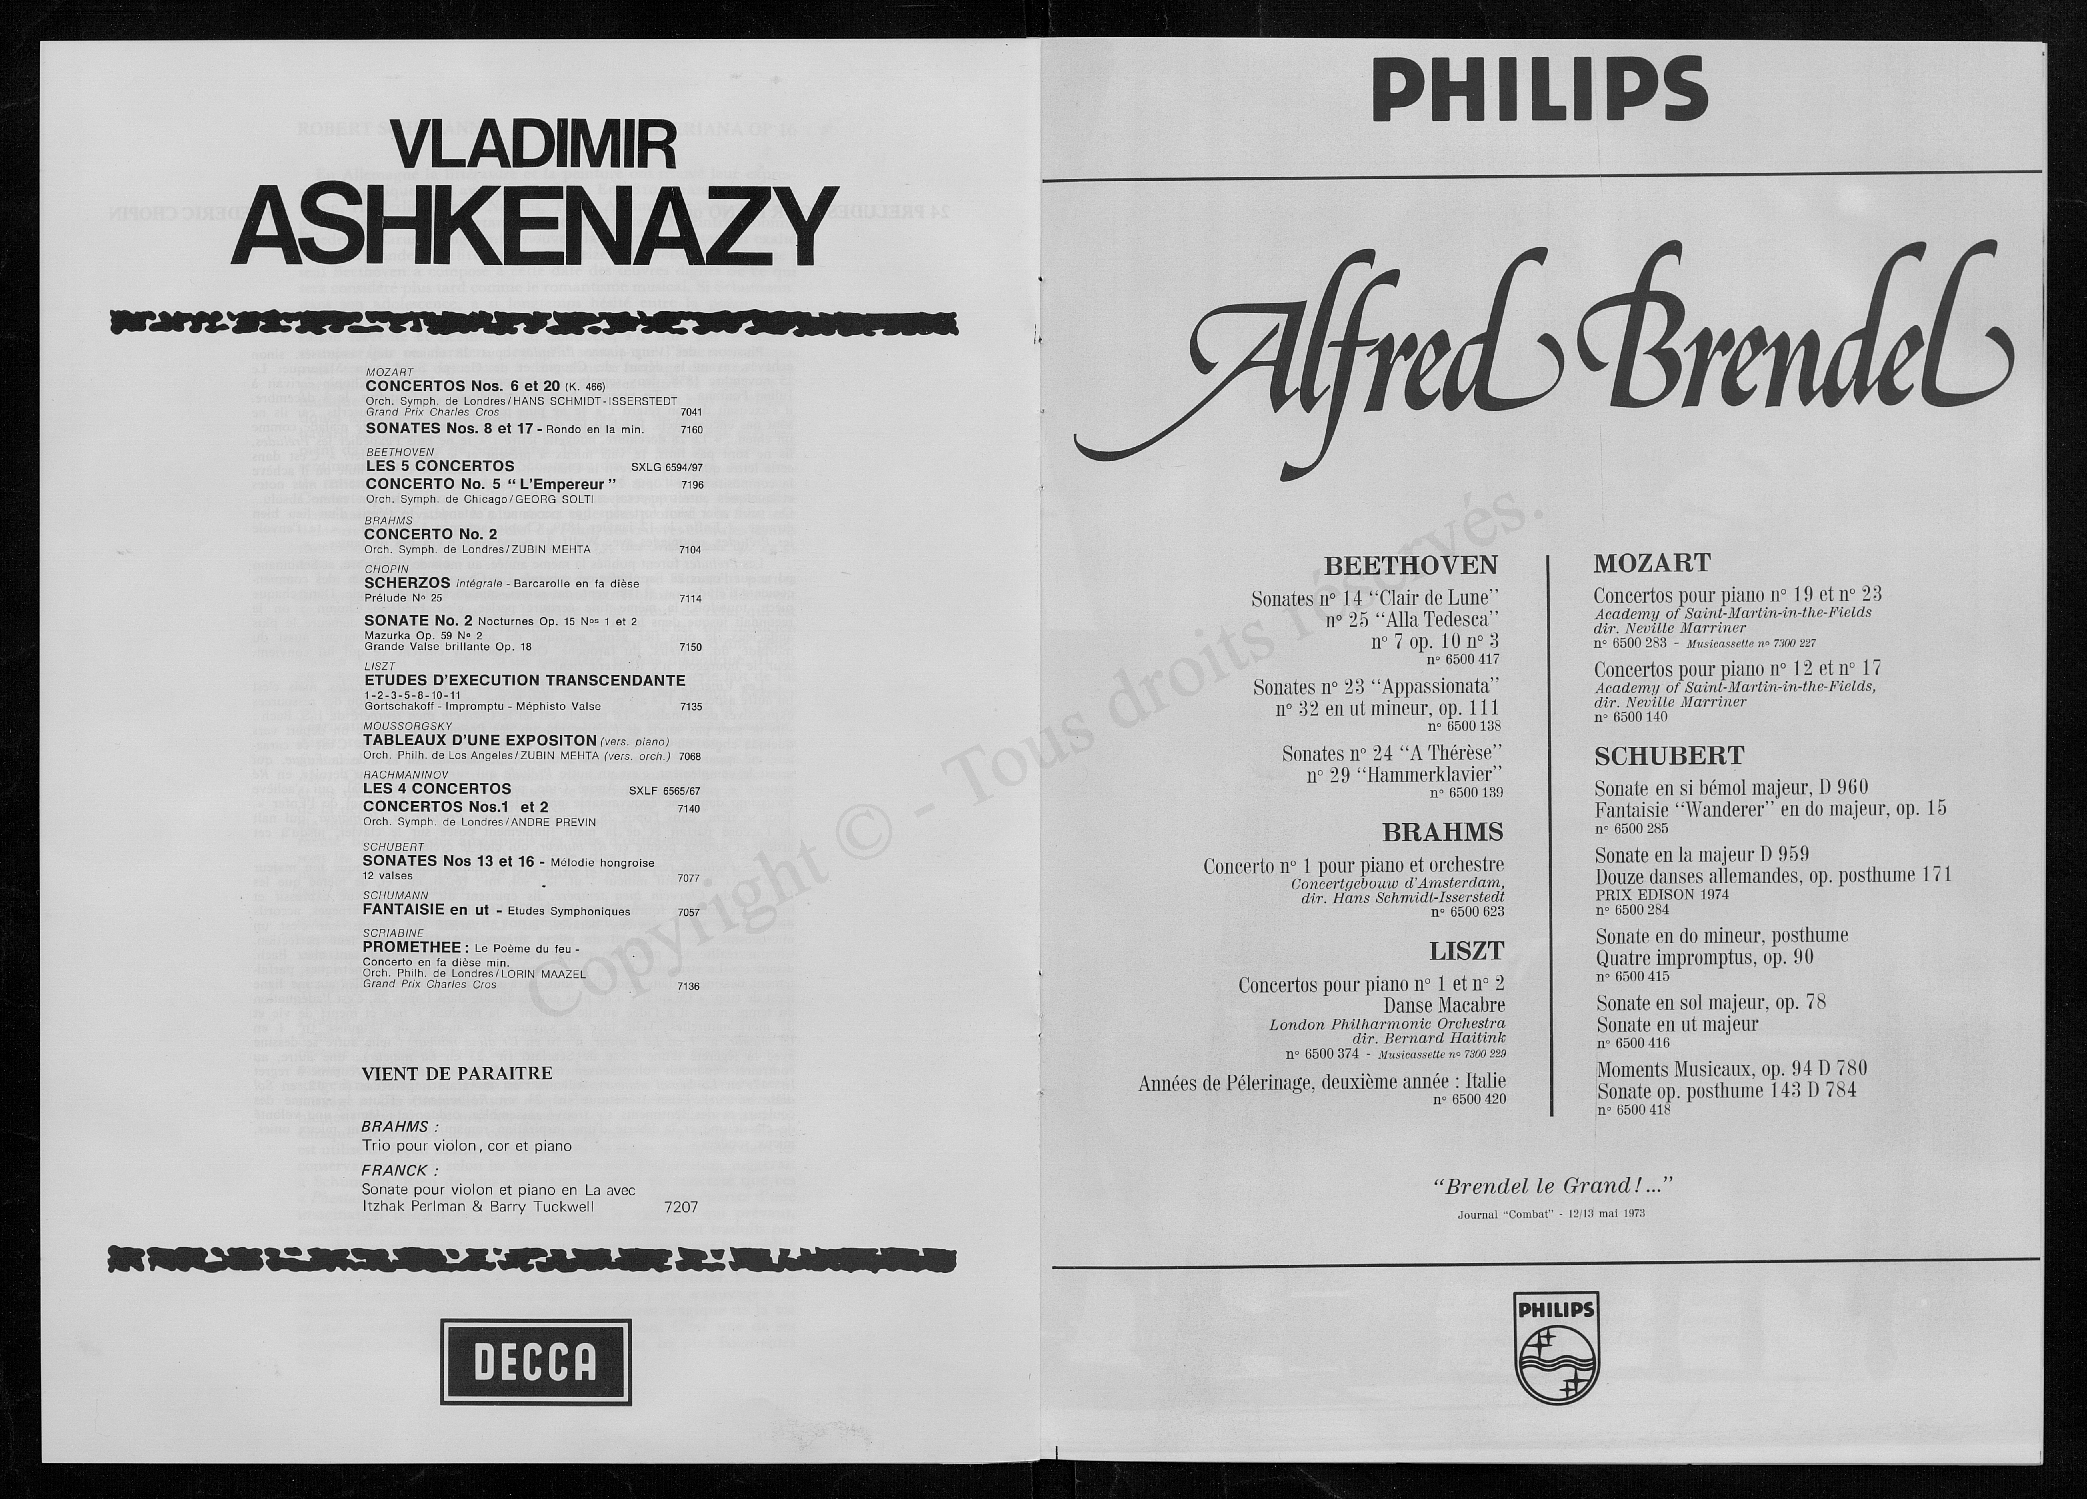 VLADIMIR
ASHKENAZY
MOZART
CONCERTOS Nos. 6 et 20 (K. 466)
Orch. Symph. de Londres/HANS SCHMIDT-ISSERSTEDT
Grand Prix Charles Cros 7041
SONATES Nos. 8 et 17 - Rondo en la min. 7160
BEETHOVEN
LES 5 CONCERTOS SXLG 6594/97
CONCERTO No. 5 “ L'Empereur ” 7196
Orch. Symph. de Chicago/GEORG SOLTI
BRAHMS
CONCERTO No. 2
Orch. Symph. de Londres/ZUBIN MEHTA 7104
CHOPIN
SCHERZOS intégrale - Barcarolle en fa dièse
Prélude No 25 7114
SONATE No. 2 Nocturnes Op. 15 Nos 1 et 2
Mazurka Op. 59 No 2
Grande Valse brillante Op. 18 7150
LISZT
ETUDES D'EXECUTION TRANSCENDANTE
1-2-3-5-8-10-11
Gortschakoff - Impromptu - Méphisto Valse 7135
MOUSSORGSKY
TABLEAUX D'UNE EXPOSITON (vers. piano)
Orch. Philh. de Los Angeles/ZUBIN MEHTA (vers. orch.) 7068
RACHMANINOV
LES 4 CONCERTOS SXLF 6565/67
CONCERTOS Nos.1 et 2 7140
Orch. Symph. de Londres/ANDRE PREVIN
SCHUBERT
SONATES Nos 13 et 16 - Mélodie hongroise
12 valses 7077
SCHUMANN
FANTAISIE en ut - Etudes Symphoniques 7057
SCRIABINE
PROMETHEE : Le Poème du feu -
Concerto en fa dièse min.
Orch. Philh. de Londres/LORIN MAAZEL
Grand Prix Charles Cros 7136
VIENT DE PARAITRE
BRAHMS :
Trio pour violon, cor et piano
FRANCK :
Sonate pour violon et piano en La avec
Itzhak Perlman & Barry Tuckwell 7207
DECCA
PHILIPS
Alfred Brendel
BEETHOVEN
Sonates n° 14 “Clair de Lune”
n° 25 “Alla Tedesca”
n° 7 op. 10 n° 3
n° 6500 417
Sonates n° 23 “Appassionata”
n° 32 en ut mineur, op. 111
n° 6500 138
Sonates n° 24 “A Thérèse”
n° 29 “Hammerklavier”
n° 6500 139
BRAHMS
Concerto n° 1 pour piano et orchestre
Concertgebouw d'Amsterdam,
dir. Hans Schmidt-Isserstedt
n° 6500 623
LISZT
Concertos pour piano n° 1 et n° 2
Danse Macabre
London Philharmonic Orchestra
dir. Bernard Haitink
n° 6500 374 - Musicassette n° 7300 229
Années de Pélerinage, deuxième année : Italie
n° 6500 420
MOZART
Concertos pour piano n° 19 et n° 23
Academy of Saint-Martin-in-the-Fields
dir. Neville Marriner
n° 6500 283 - Musicassette n° 7300 227
Concertos pour piano n° 12 et n° 17
Academy of Saint-Martin-in-the-Fields,
dir. Neville Marriner
n° 6500 140
SCHUBERT
Sonate en si bémol majeur, D 960
Fantaisie “Wanderer” en do majeur, op. 15
n° 6500 285
Sonate en la majeur D 959
Douze danses allemandes, op. posthume 171
PRIX EDISON 1974
n° 6500 284
Sonate en do mineur, posthume
Quatre impromptus, op. 90
n° 6500 415
Sonate en sol majeur, op. 78
Sonate en ut majeur
n° 6500 416
Moments Musicaux, op. 94 D 780
Sonate op. posthume 143 D 784
n° 6500 418
“Brendel le Grand!...”
Journal “Combat” - 12/13 mai 1973
PHILIPS
Copyright © - Tous droits réservés.